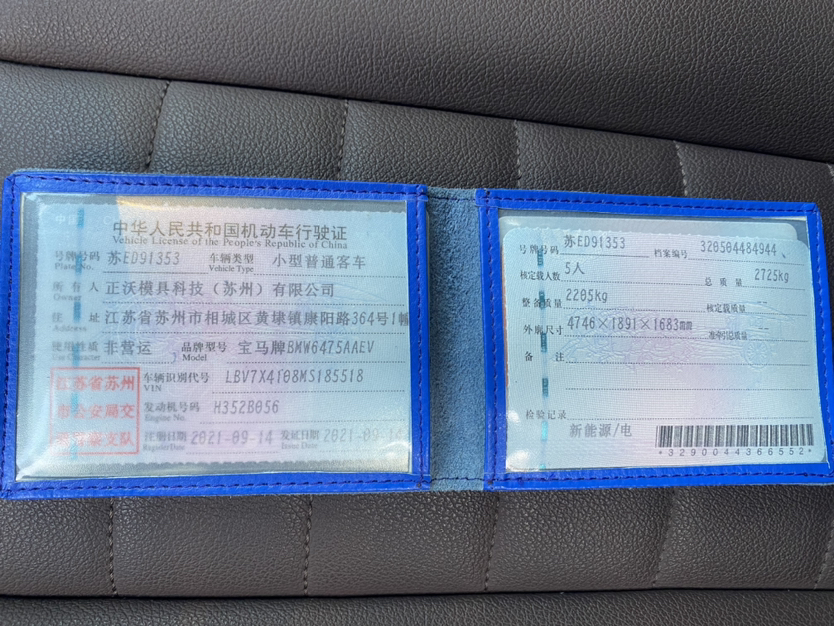 中华人民共和国机动车行驶证
Vehicle License of the People's Republic of China
号牌号码 苏ED91353 车辆类型 小型普通客车
Plate No. Vehicle Type
所有人 正沃模具科技（苏州）有限公司
Owner
住址 江苏省苏州市相城区黄埭镇康阳路364号1幢
Address
使用性质 非营运 品牌型号 宝马牌BMW6475AAEV
Use Character Model
江苏省苏州
市公安局交
车辆识别代号 LBV7X4108MS185518
VIN
发动机号码 H352B056
Engine No.
注册日期 2021-09-14 发证日期 2021-09-14
Register Date Issue Date
号牌号码 苏ED91353 档案编号 320504484944
核定载人数 5人 总质量 2725kg
整备质量 2205kg 核定载质量
外廓尺寸 4746×1891×1683mm 准牵引总质量
备注
检验记录
新能源/电
*3290044366552*